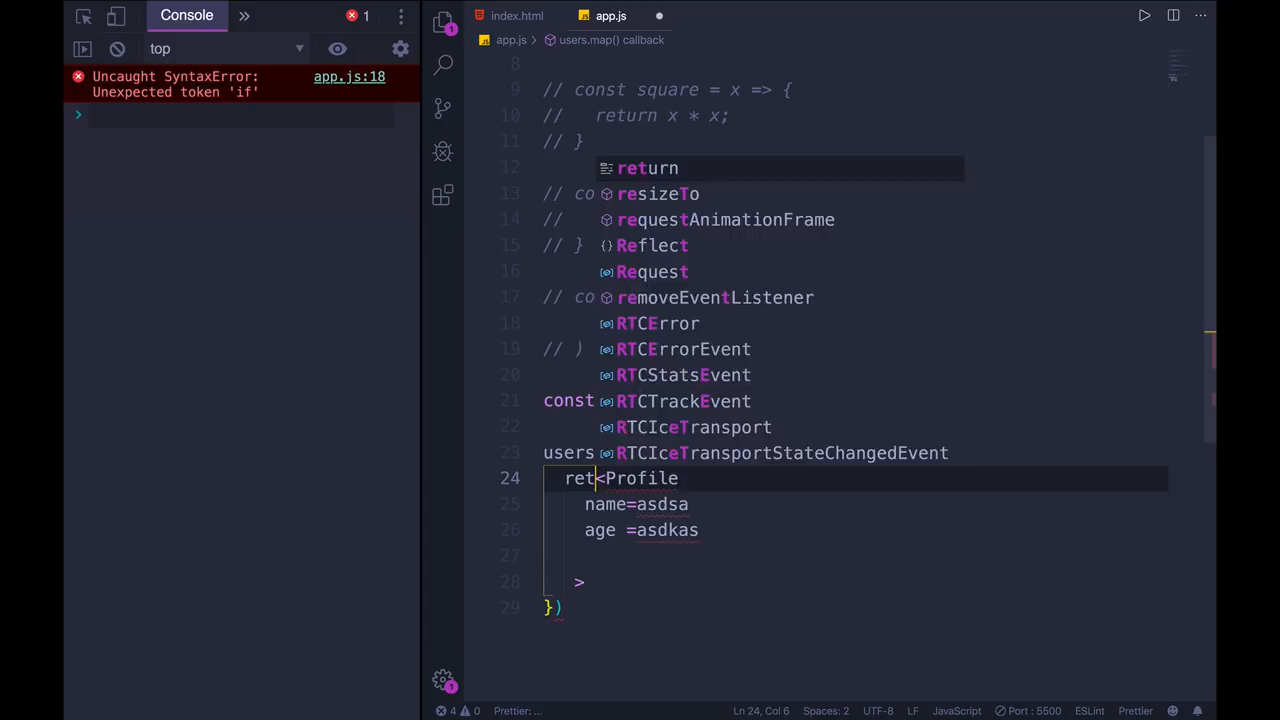 Console
1
top
Uncaught SyntaxError: app.js:18
Unexpected token 'if'
index.html
JS app.js
JS app.js > users.map() callback
1
8
9 // const square = x => {
10 // return x * x;
11 // }
12
13 // co
14 //
15 // }
16
17 // co
18
19 // )
20
21 const
22
23 users
24 ret<Profile
25 name=asdsa
26 age =asdkas
27
28 >
29 })
return
resizeTo
requestAnimationFrame
Reflect
Request
removeEventListener
RTCError
RTCErrorEvent
RTCStatsEvent
RTCTrackEvent
RTCIceTransport
RTCIceTransportStateChangedEvent
1
4 0 Prettier: ... Ln 24, Col 6 Spaces: 2 UTF-8 LF JavaScript Port : 5500 ESLint Prettier